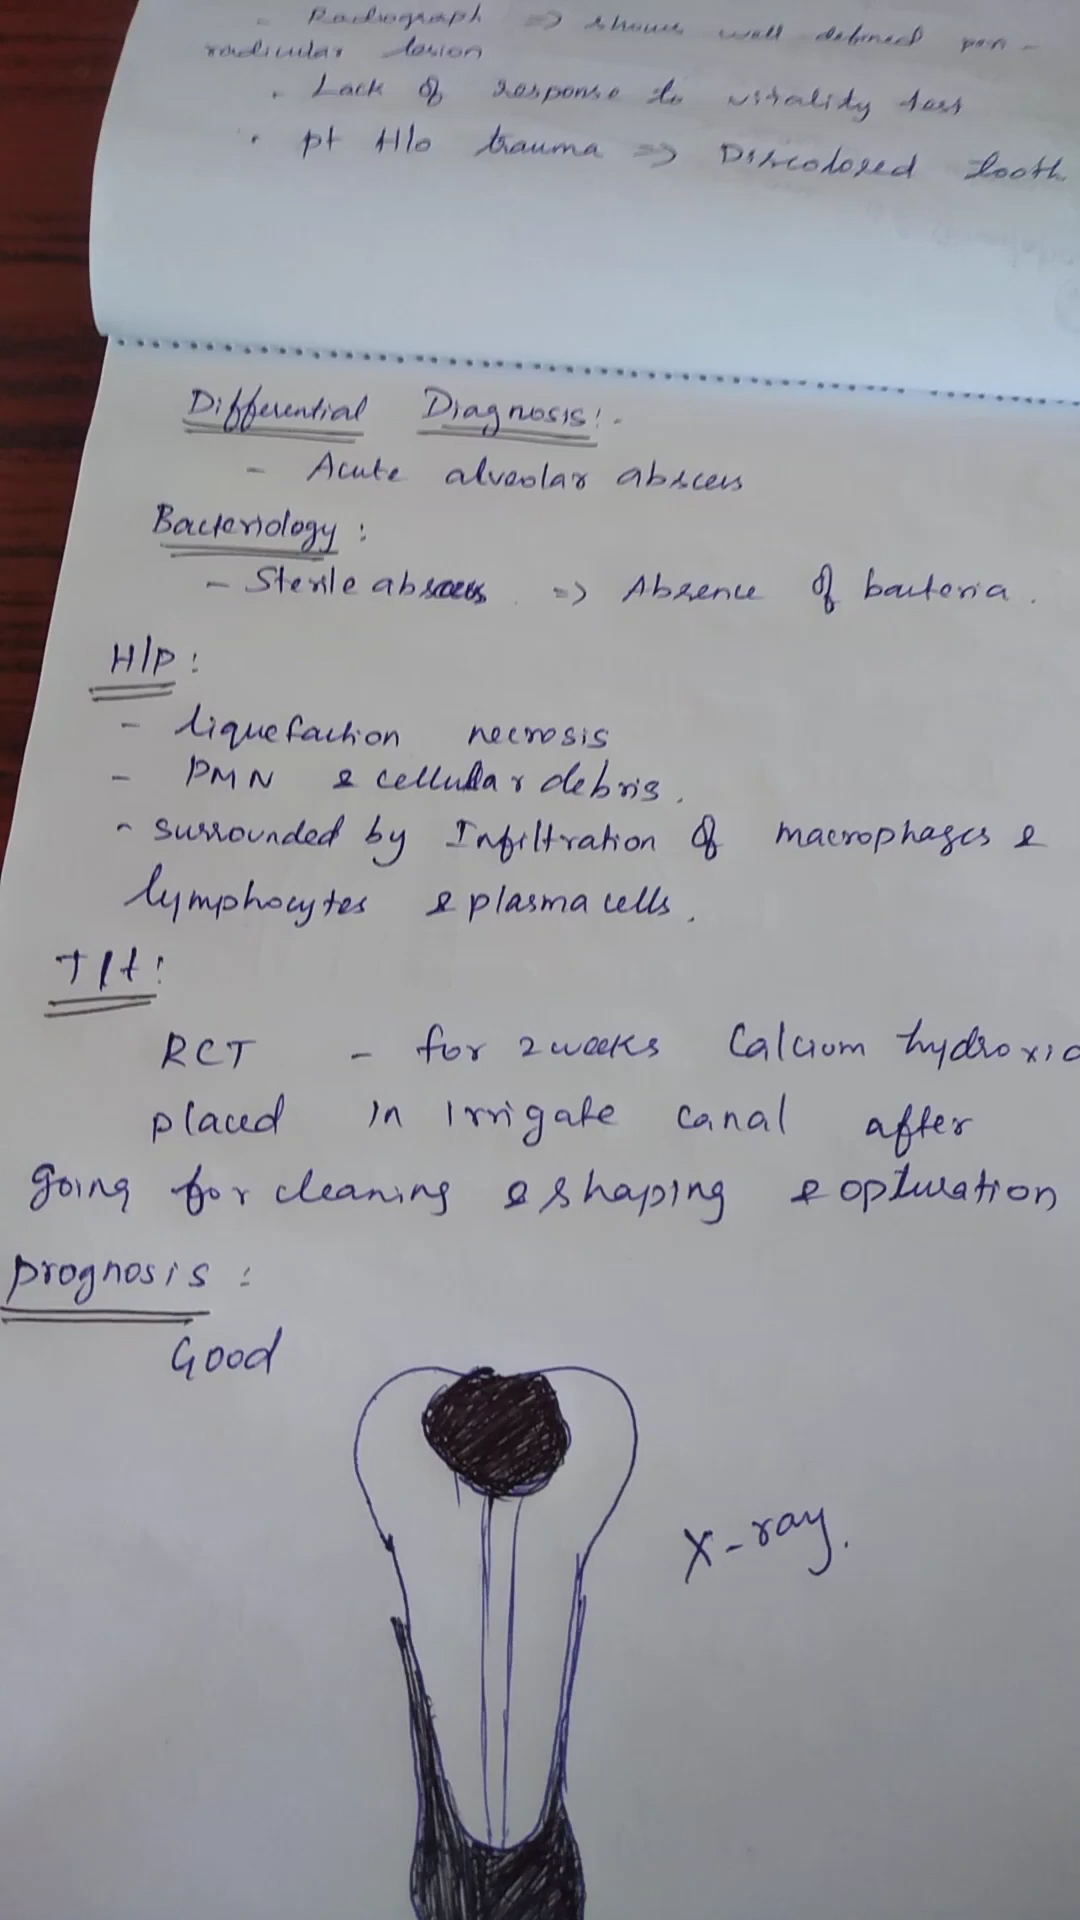 - Radiograph => shows well defined peri-
radicular lesion
. Lack of response to vitality test
. pt H/o trauma => Discolored tooth
Differential Diagnosis:-
- Acute alveolar abscess
Bacteriology:
- Sterile abscess => Absence of bacteria.
H/P:
- liquefaction necrosis
- PMN & cellular debris.
- surrounded by Infiltration of macrophages &
lymphocytes & plasma cells.
T/t:
RCT - for 2 weeks Calcium hydroxid
placed in irrigate canal after
going for cleaning & shaping & opturation
prognosis:
Good
X-ray.